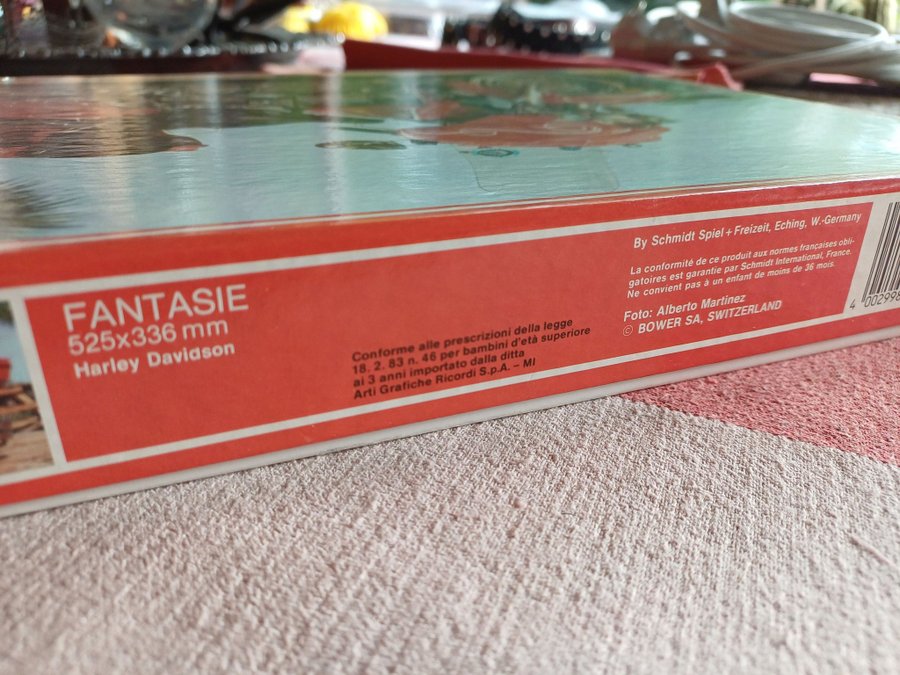 FANTASIE
525x336 mm
Harley Davidson
Conforme alle prescrizioni della legge
18. 2. 83 n. 46 per bambini d'età superiore
ai 3 anni importato dalla ditta
Arti Grafiche Ricordi S.p.A. – MI
By Schmidt Spiel + Freizeit, Eching, W.-Germany
La conformité de ce produit aux normes françaises obli-
gatoires est garantie par Schmidt International, France.
Ne convient pas à un enfant de moins de 36 mois.
Foto: Alberto Martinez
© BOWER SA, SWITZERLAND
4 002998